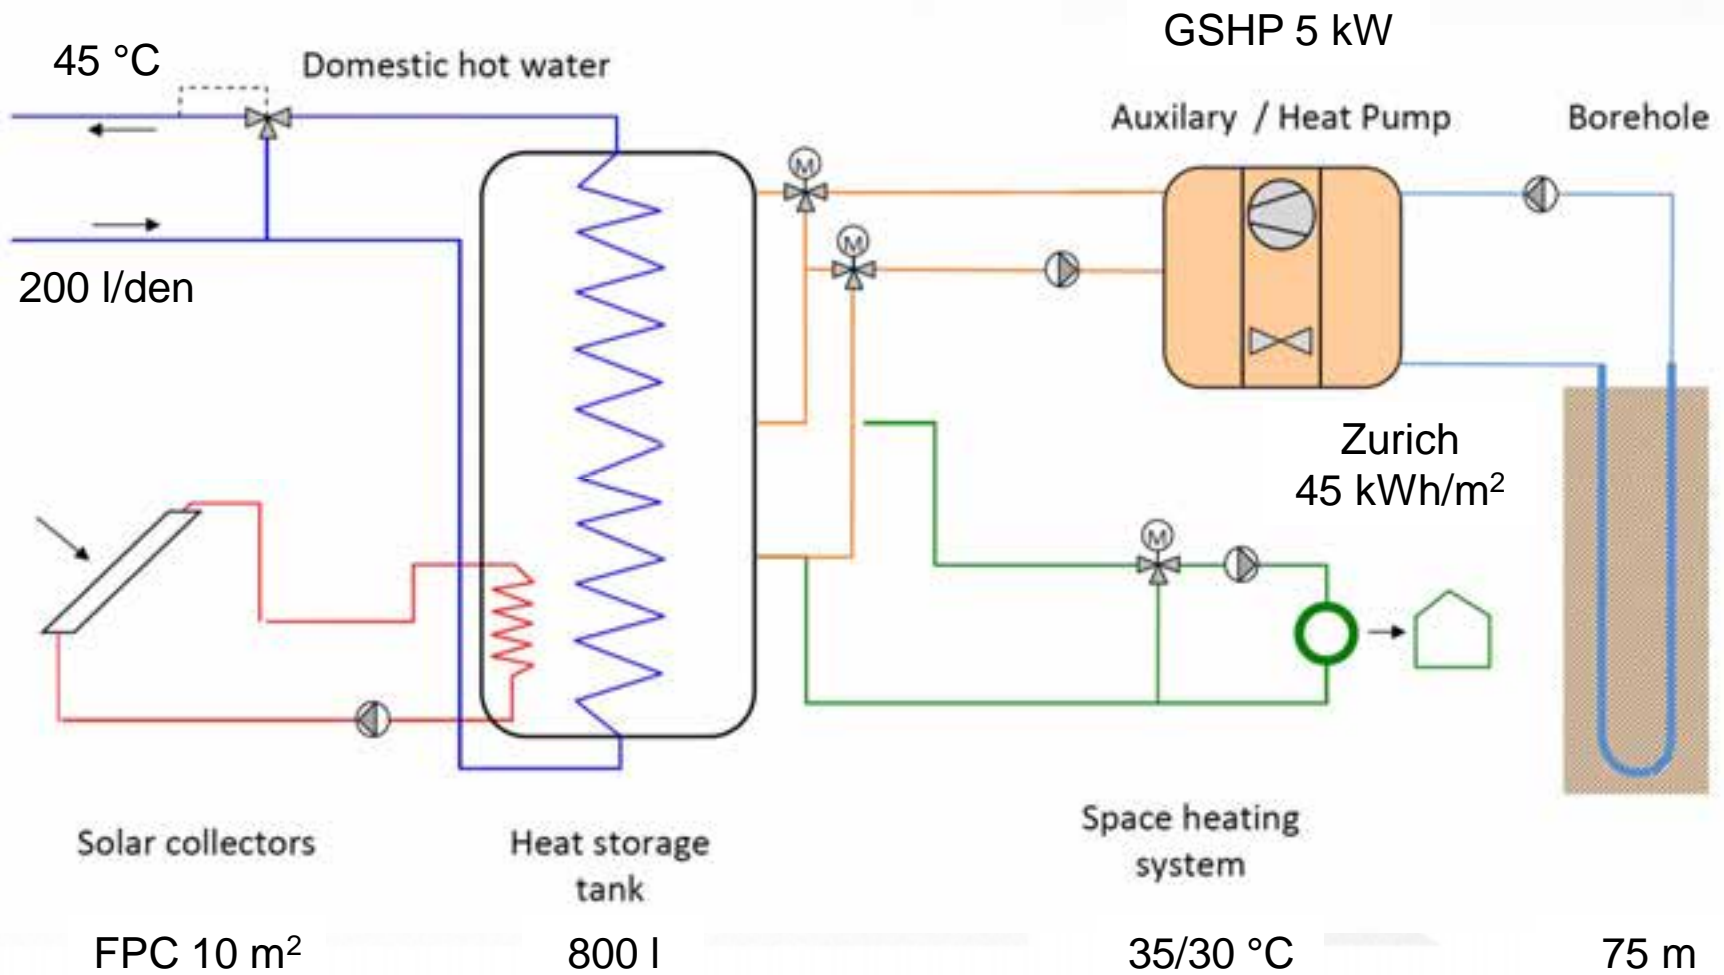 GSHP 5 kW
45 °C
Domestic hot water
Auxilary / Heat Pump
Borehole
M
M
200 l/den
Zurich
45 kWh/m²
M
Solar collectors
Heat storage
tank
Space heating
system
FPC 10 m²
800 l
35/30 °C
75 m